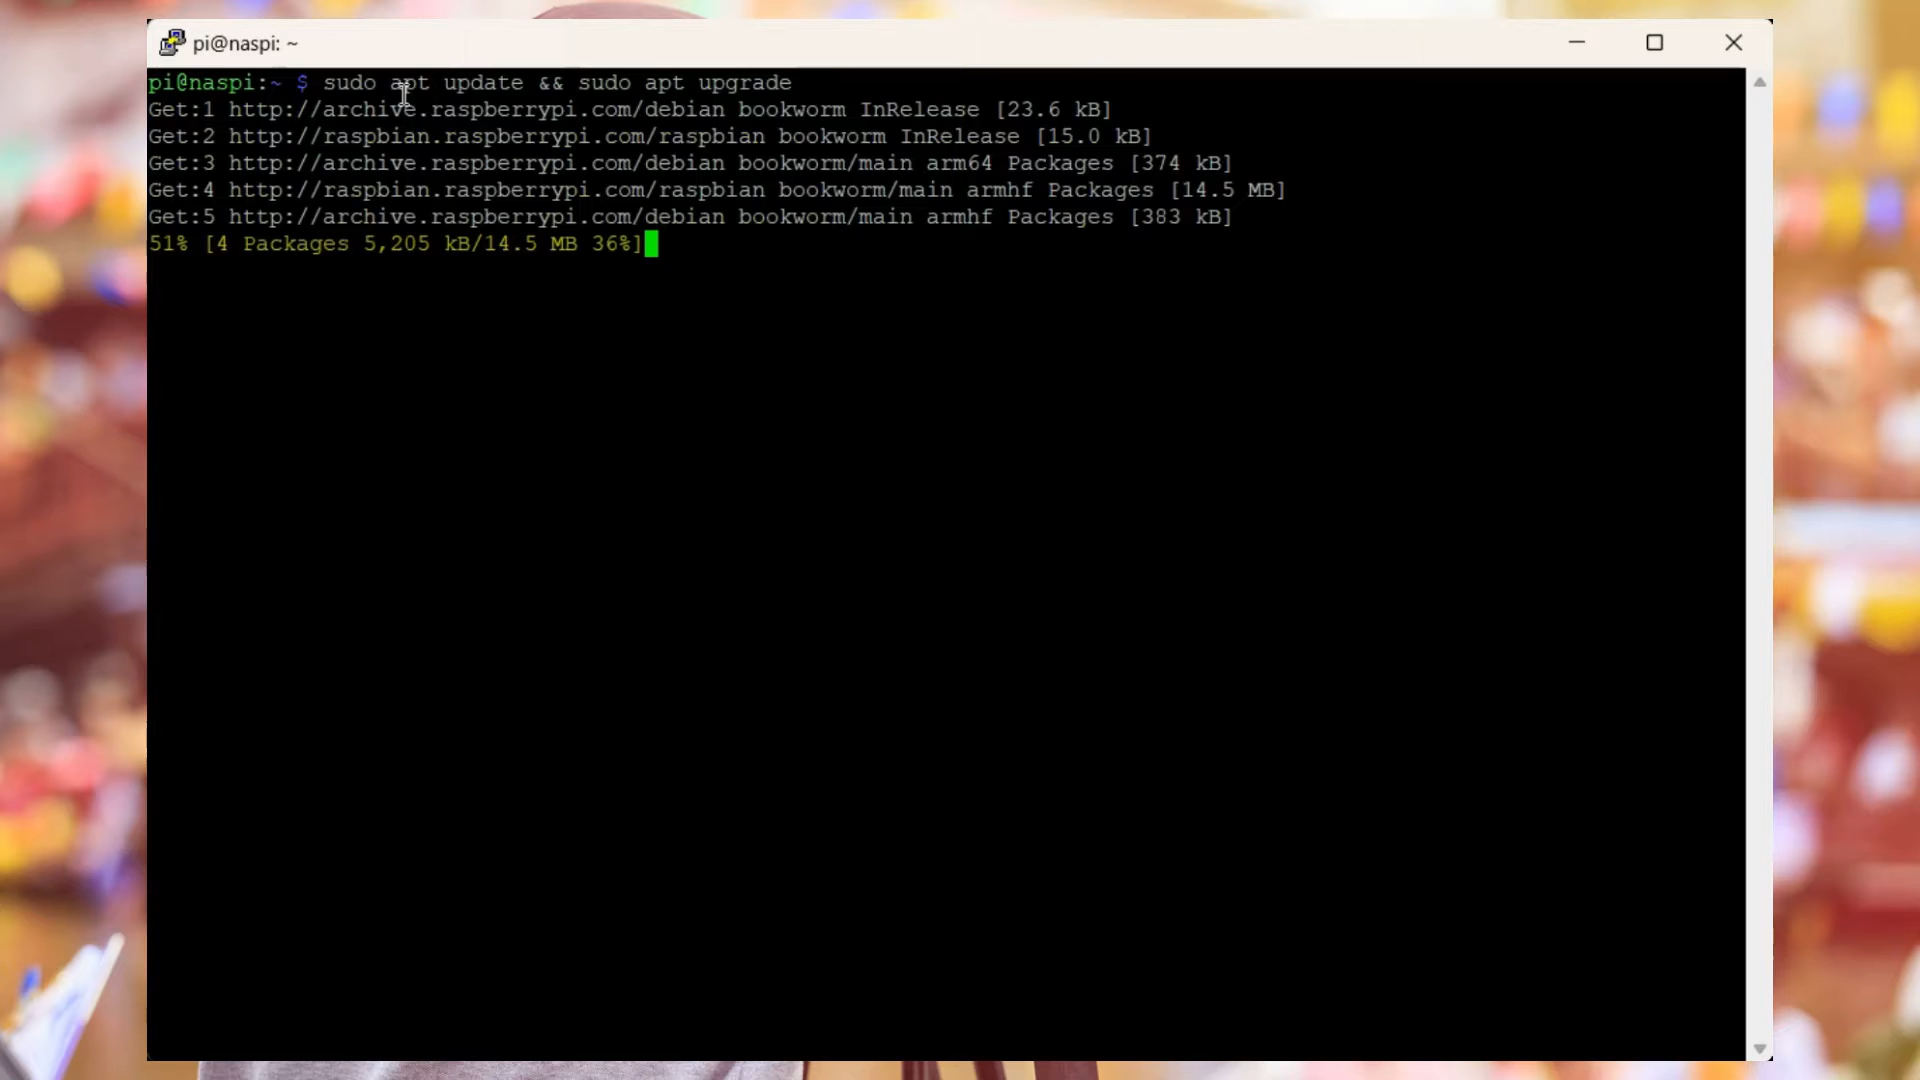 pi@naspi: ~
pi@naspi:~ $ sudo apt update && sudo apt upgrade
Get:1 http://archive.raspberrypi.com/debian bookworm InRelease [23.6 kB]
Get:2 http://raspbian.raspberrypi.com/raspbian bookworm InRelease [15.0 kB]
Get:3 http://archive.raspberrypi.com/debian bookworm/main arm64 Packages [374 kB]
Get:4 http://raspbian.raspberrypi.com/raspbian bookworm/main armhf Packages [14.5 MB]
Get:5 http://archive.raspberrypi.com/debian bookworm/main armhf Packages [383 kB]
51% [4 Packages 5,205 kB/14.5 MB 36%]